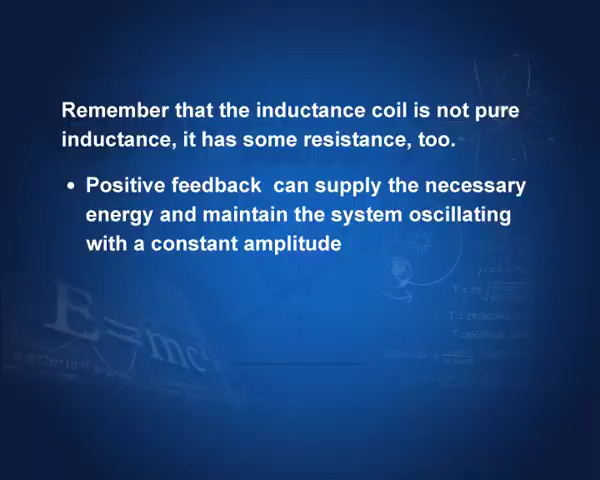 Remember that the inductance coil is not pure
inductance, it has some resistance, too.
• Positive feedback can supply the necessary
energy and maintain the system oscillating
with a constant amplitude
E=mc²